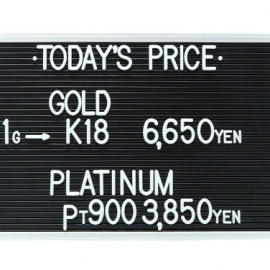 ·TODAY'S PRICE·
GOLD
1G→ K18 6,650YEN
PLATINUM
PT900 3,850YEN